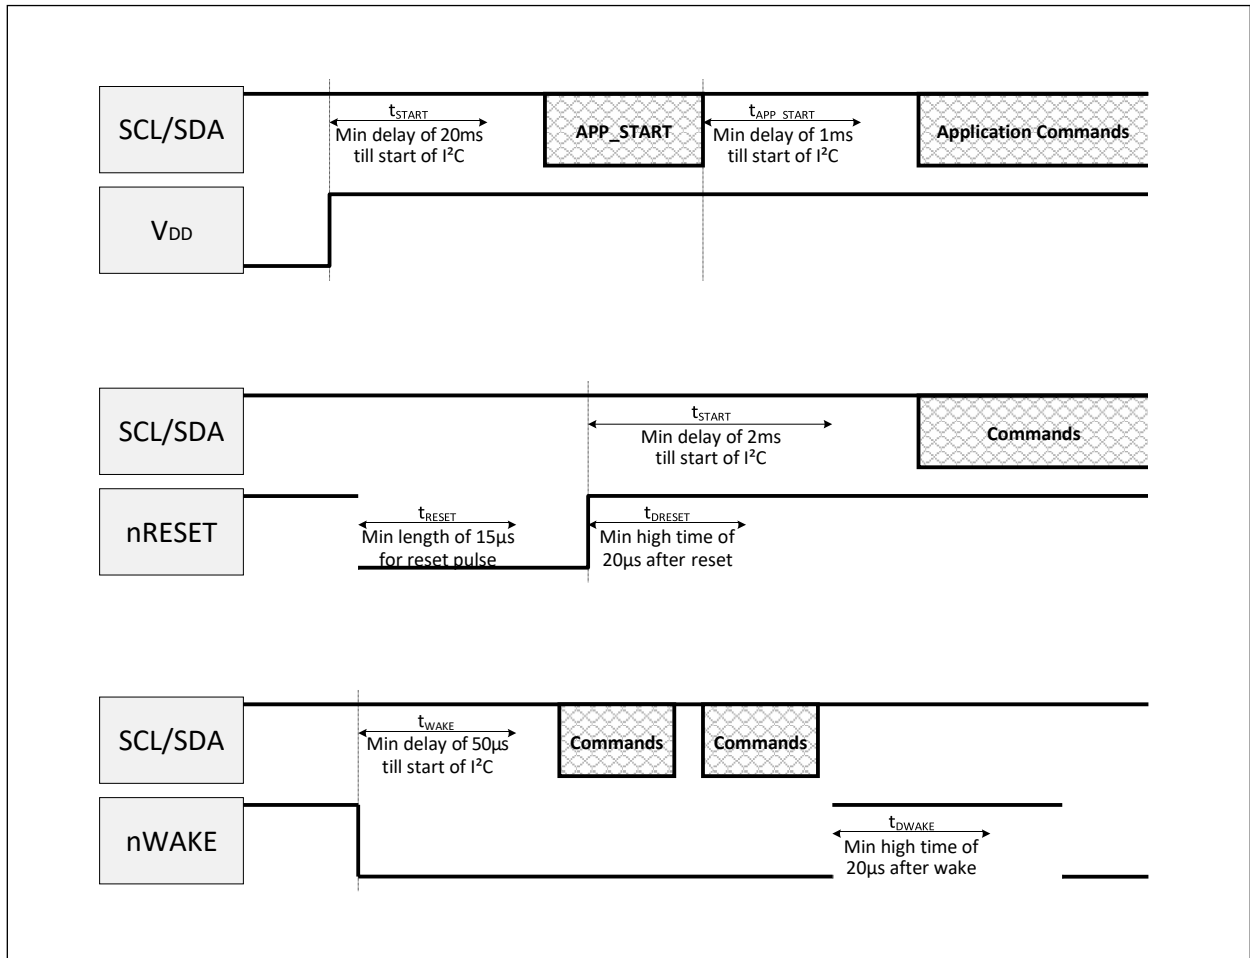 SCL/SDA
tSTART
Min delay of 20ms
till start of I²C
APP_START
tAPP_START
Min delay of 1ms
till start of I²C
Application Commands
VDD
SCL/SDA
tSTART
Min delay of 2ms
till start of I²C
Commands
nRESET
tRESET
Min length of 15µs
for reset pulse
tDRESET
Min high time of
20µs after reset
SCL/SDA
tWAKE
Min delay of 50µs
till start of I²C
Commands
Commands
nWAKE
tDWAKE
Min high time of
20µs after wake